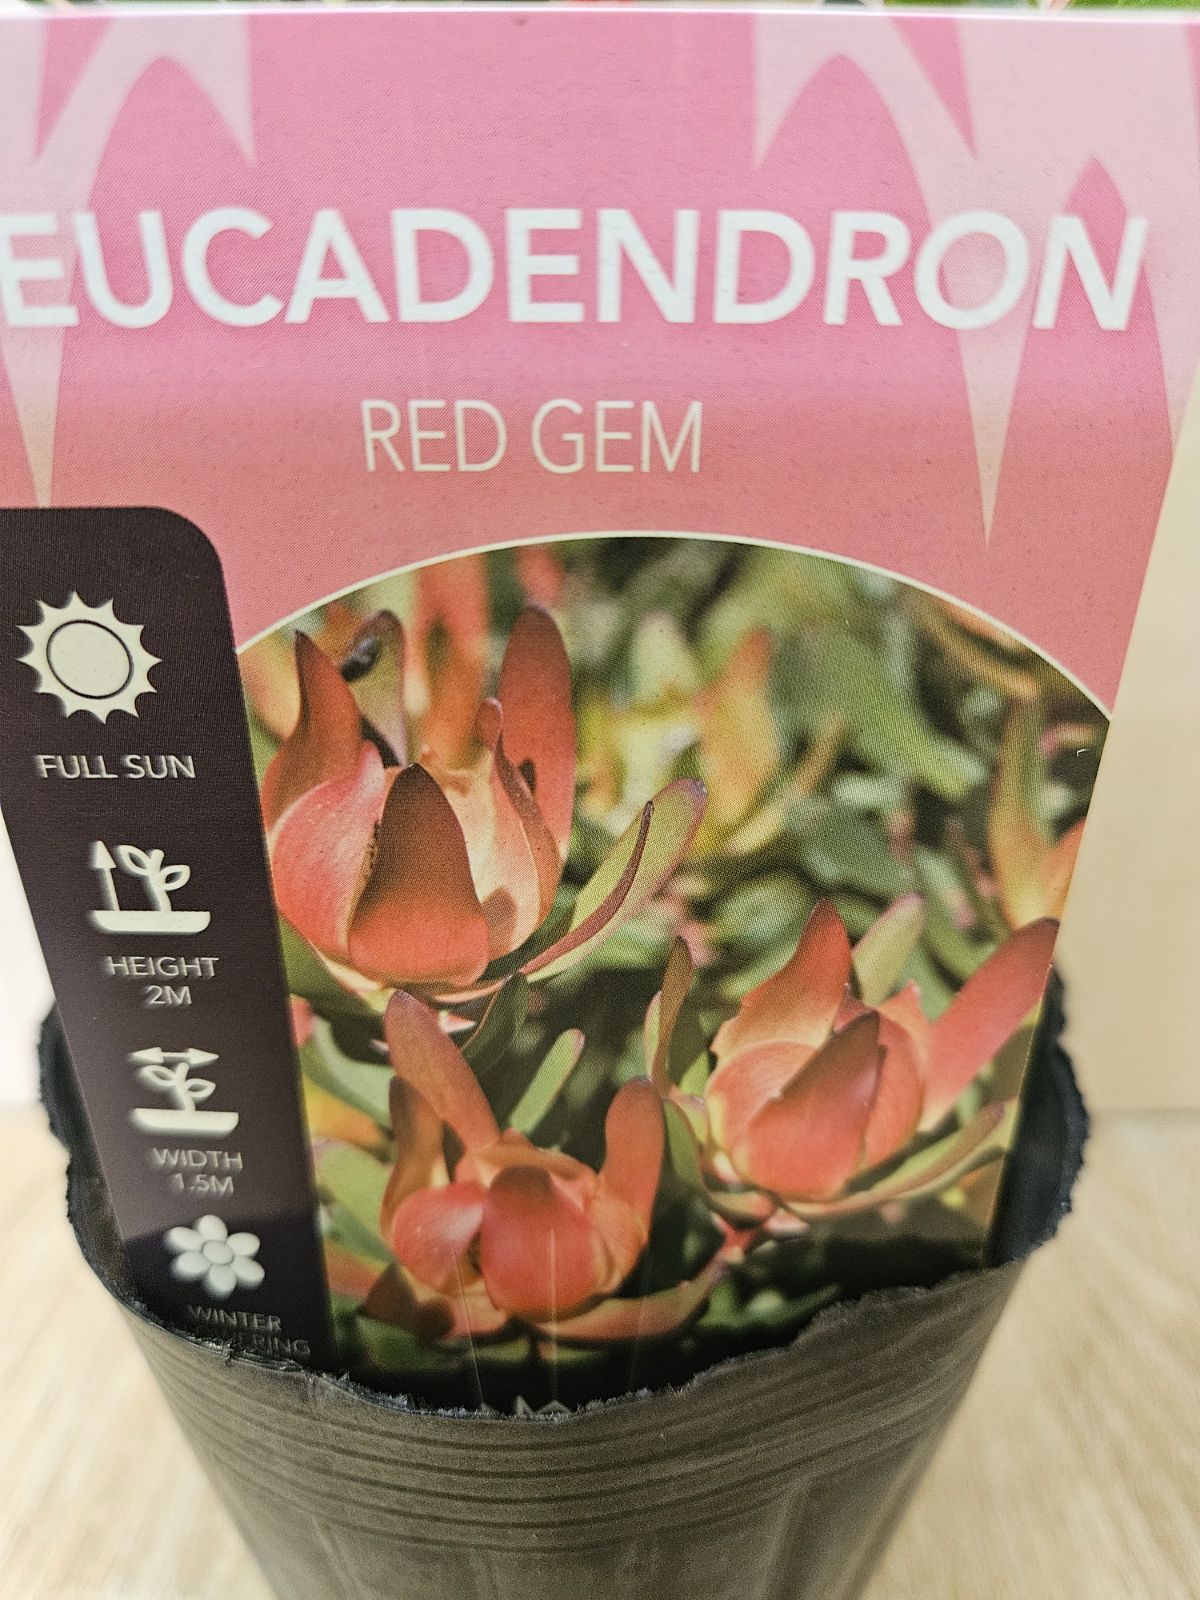 EUCADENDRON
RED GEM
FULL SUN
HEIGHT
2M
WIDTH
1.5M
WINTER